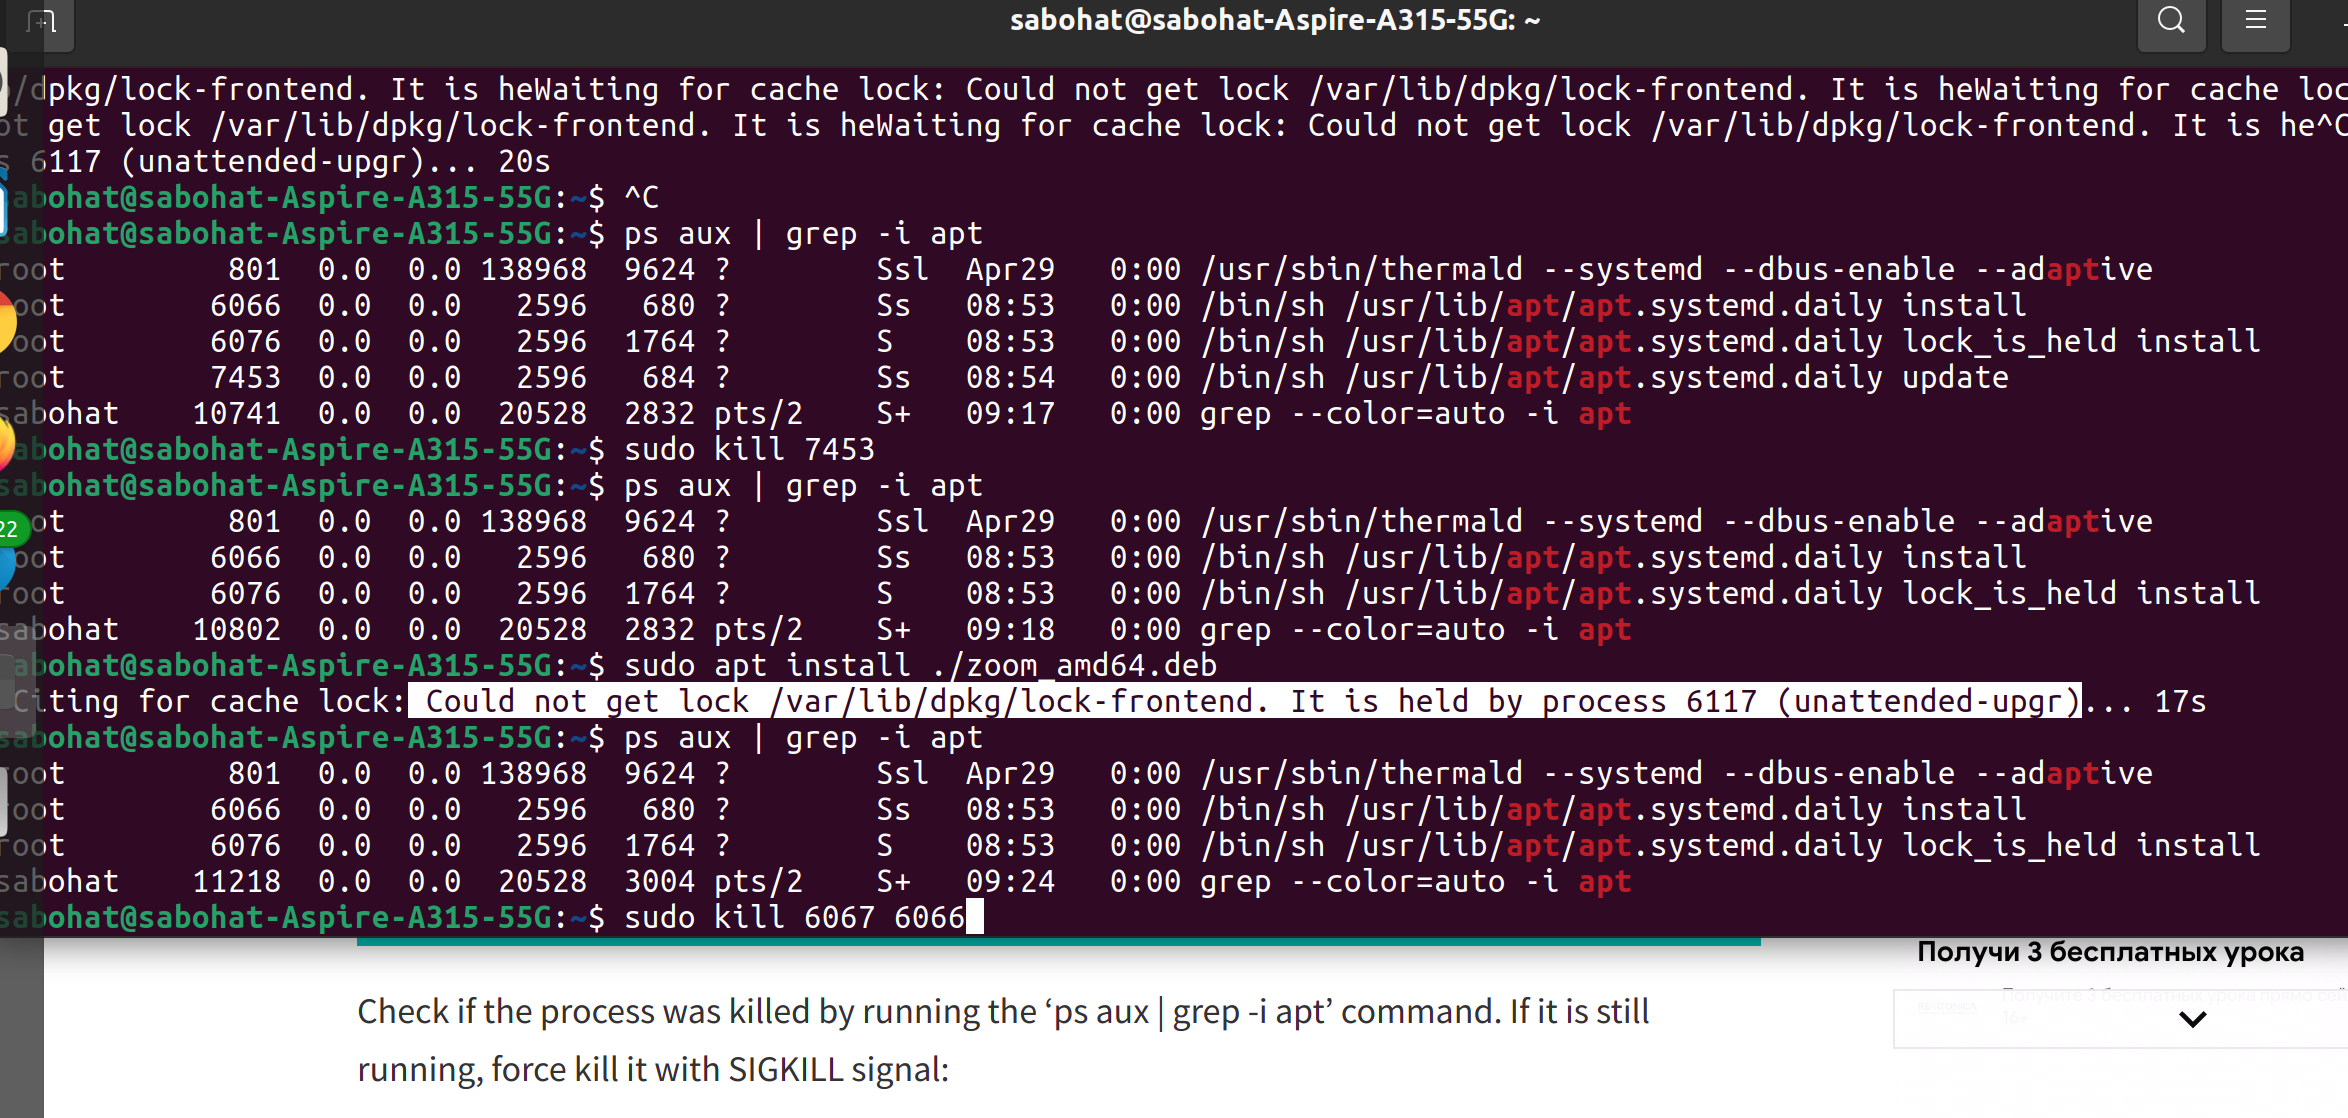 sabohat@sabohat-Aspire-A315-55G: ~
/dpkg/lock-frontend. It is heWaiting for cache lock: Could not get lock /var/lib/dpkg/lock-frontend. It is heWaiting for cache loc
ot get lock /var/lib/dpkg/lock-frontend. It is heWaiting for cache lock: Could not get lock /var/lib/dpkg/lock-frontend. It is he^C
s 6117 (unattended-upgr)... 20s
sabohat@sabohat-Aspire-A315-55G:~$ ^C
sabohat@sabohat-Aspire-A315-55G:~$ ps aux | grep -i apt
root 801 0.0 0.0 138968 9624 ? Ssl Apr29 0:00 /usr/sbin/thermald --systemd --dbus-enable --adaptive
root 6066 0.0 0.0 2596 680 ? Ss 08:53 0:00 /bin/sh /usr/lib/apt/apt.systemd.daily install
root 6076 0.0 0.0 2596 1764 ? S 08:53 0:00 /bin/sh /usr/lib/apt/apt.systemd.daily lock_is_held install
root 7453 0.0 0.0 2596 684 ? Ss 08:54 0:00 /bin/sh /usr/lib/apt/apt.systemd.daily update
sabohat 10741 0.0 0.0 20528 2832 pts/2 S+ 09:17 0:00 grep --color=auto -i apt
sabohat@sabohat-Aspire-A315-55G:~$ sudo kill 7453
sabohat@sabohat-Aspire-A315-55G:~$ ps aux | grep -i apt
root 801 0.0 0.0 138968 9624 ? Ssl Apr29 0:00 /usr/sbin/thermald --systemd --dbus-enable --adaptive
root 6066 0.0 0.0 2596 680 ? Ss 08:53 0:00 /bin/sh /usr/lib/apt/apt.systemd.daily install
root 6076 0.0 0.0 2596 1764 ? S 08:53 0:00 /bin/sh /usr/lib/apt/apt.systemd.daily lock_is_held install
sabohat 10802 0.0 0.0 20528 2832 pts/2 S+ 09:18 0:00 grep --color=auto -i apt
sabohat@sabohat-Aspire-A315-55G:~$ sudo apt install ./zoom_amd64.deb
Citing for cache lock: Could not get lock /var/lib/dpkg/lock-frontend. It is held by process 6117 (unattended-upgr)... 17s
sabohat@sabohat-Aspire-A315-55G:~$ ps aux | grep -i apt
root 801 0.0 0.0 138968 9624 ? Ssl Apr29 0:00 /usr/sbin/thermald --systemd --dbus-enable --adaptive
root 6066 0.0 0.0 2596 680 ? Ss 08:53 0:00 /bin/sh /usr/lib/apt/apt.systemd.daily install
root 6076 0.0 0.0 2596 1764 ? S 08:53 0:00 /bin/sh /usr/lib/apt/apt.systemd.daily lock_is_held install
sabohat 11218 0.0 0.0 20528 3004 pts/2 S+ 09:24 0:00 grep --color=auto -i apt
sabohat@sabohat-Aspire-A315-55G:~$ sudo kill 6067 6066
22
Получи 3 бесплатных урока
Получите 3 бесплатных урока прямо сей
16+
Check if the process was killed by running the ‘ps aux | grep -i apt’ command. If it is still
running, force kill it with SIGKILL signal: